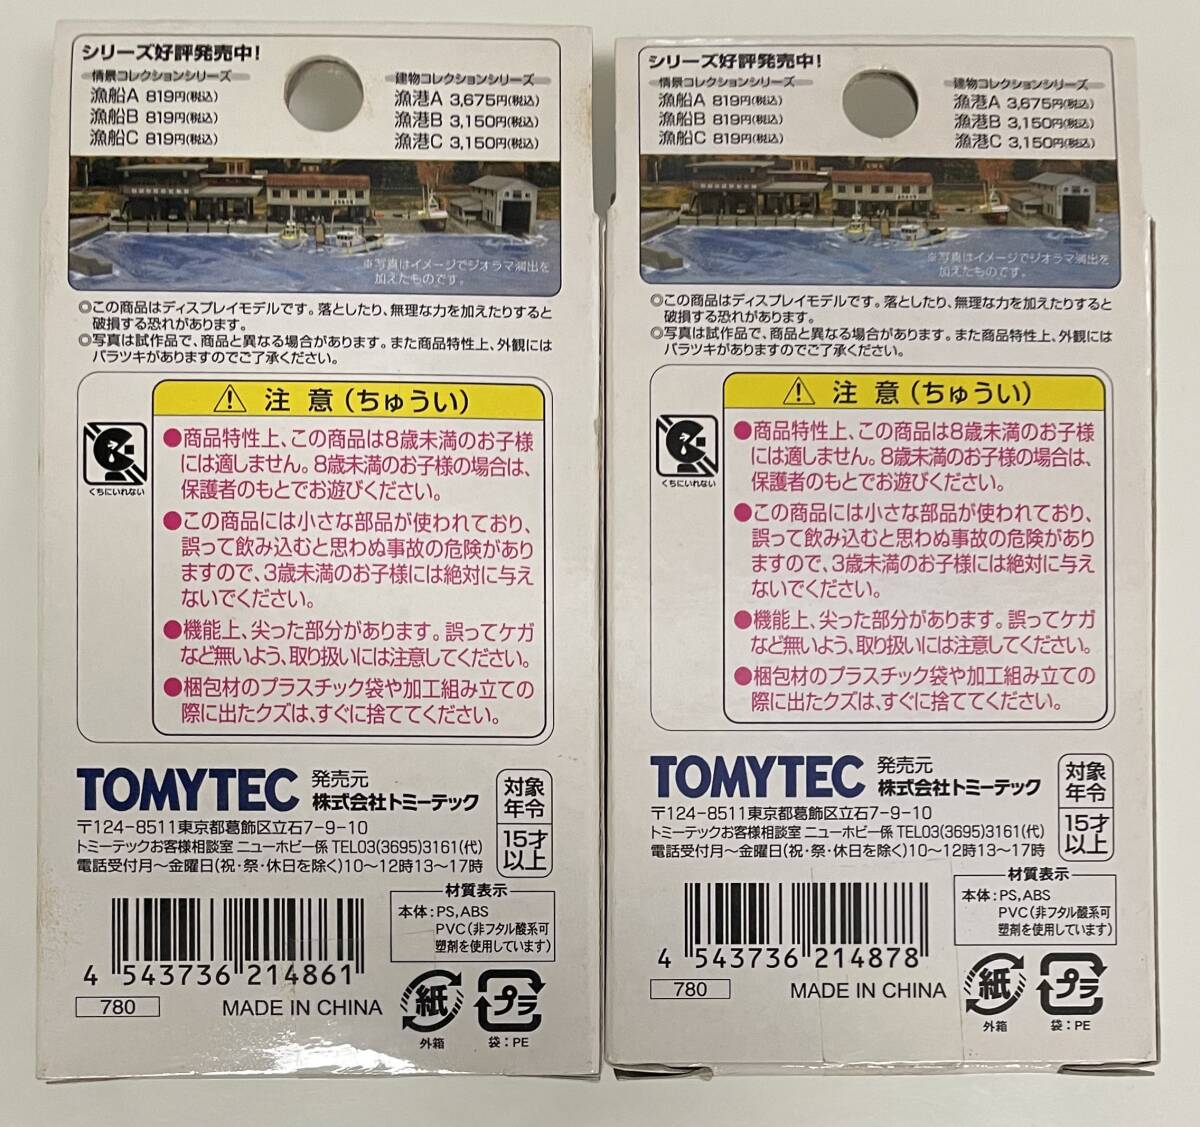 シリーズ好評発売中!
情景コレクションシリーズ
漁船A 819円(税込)
漁船B 819円(税込)
漁船C 819円(税込)
建物コレクションシリーズ
漁港A 3,675円(税込)
漁港B 3,150円(税込)
漁港C 3,150円(税込)
※写真はイメージでジオラマ演出を
加えたものです。
◎この商品はディスプレイモデルです。落としたり、無理な力を加えたりすると
破損する恐れがあります。
◎写真は試作品で、商品と異なる場合があります。また商品特性上、外観には
バラツキがありますのでご了承ください。
くちにいれない
⚠ 注意(ちゅうい)
●商品特性上、この商品は8歳未満のお子様
には適しません。8歳未満のお子様の場合は、
保護者のもとでお遊びください。
●この商品には小さな部品が使われており、
誤って飲み込むと思わぬ事故の危険があり
ますので、3歳未満のお子様には絶対に与え
ないでください。
●機能上、尖った部分があります。誤ってケガ
など無いよう、取り扱いには注意してください。
●梱包材のプラスチック袋や加工組み立ての
際に出たクズは、すぐに捨ててください。
TOMYTEC 発売元
株式会社トミーテック
〒124-8511東京都葛飾区立石7-9-10
トミーテックお客様相談室 ニューホビー係 TEL03(3695)3161(代)
電話受付月〜金曜日(祝・祭・休日を除く)10〜12時13〜17時
対象
年令
15才
以上
材質表示
本体:PS,ABS
PVC(非フタル酸系可
塑剤を使用しています)
4 543736 214861
780
MADE IN CHINA
紙
外箱
プラ
袋:PE
シリーズ好評発売中!
情景コレクションシリーズ
漁船A 819円(税込)
漁船B 819円(税込)
漁船C 819円(税込)
建物コレクションシリーズ
漁港A 3,675円(税込)
漁港B 3,150円(税込)
漁港C 3,150円(税込)
※写真はイメージでジオラマ演出を
加えたものです。
◎この商品はディスプレイモデルです。落としたり、無理な力を加えたりすると
破損する恐れがあります。
◎写真は試作品で、商品と異なる場合があります。また商品特性上、外観には
バラツキがありますのでご了承ください。
くちにいれない
⚠ 注意(ちゅうい)
●商品特性上、この商品は8歳未満のお子様
には適しません。8歳未満のお子様の場合は、
保護者のもとでお遊びください。
●この商品には小さな部品が使われており、
誤って飲み込むと思わぬ事故の危険があり
ますので、3歳未満のお子様には絶対に与え
ないでください。
●機能上、尖った部分があります。誤ってケガ
など無いよう、取り扱いには注意してください。
●梱包材のプラスチック袋や加工組み立ての
際に出たクズは、すぐに捨ててください。
TOMYTEC 発売元
株式会社トミーテック
〒124-8511東京都葛飾区立石7-9-10
トミーテックお客様相談室 ニューホビー係 TEL03(3695)3161(代)
電話受付月〜金曜日(祝・祭・休日を除く)10〜12時13〜17時
対象
年令
15才
以上
材質表示
本体:PS,ABS
PVC(非フタル酸系可
塑剤を使用しています)
4 543736 214878
780
MADE IN CHINA
紙
外箱
プラ
袋:PE